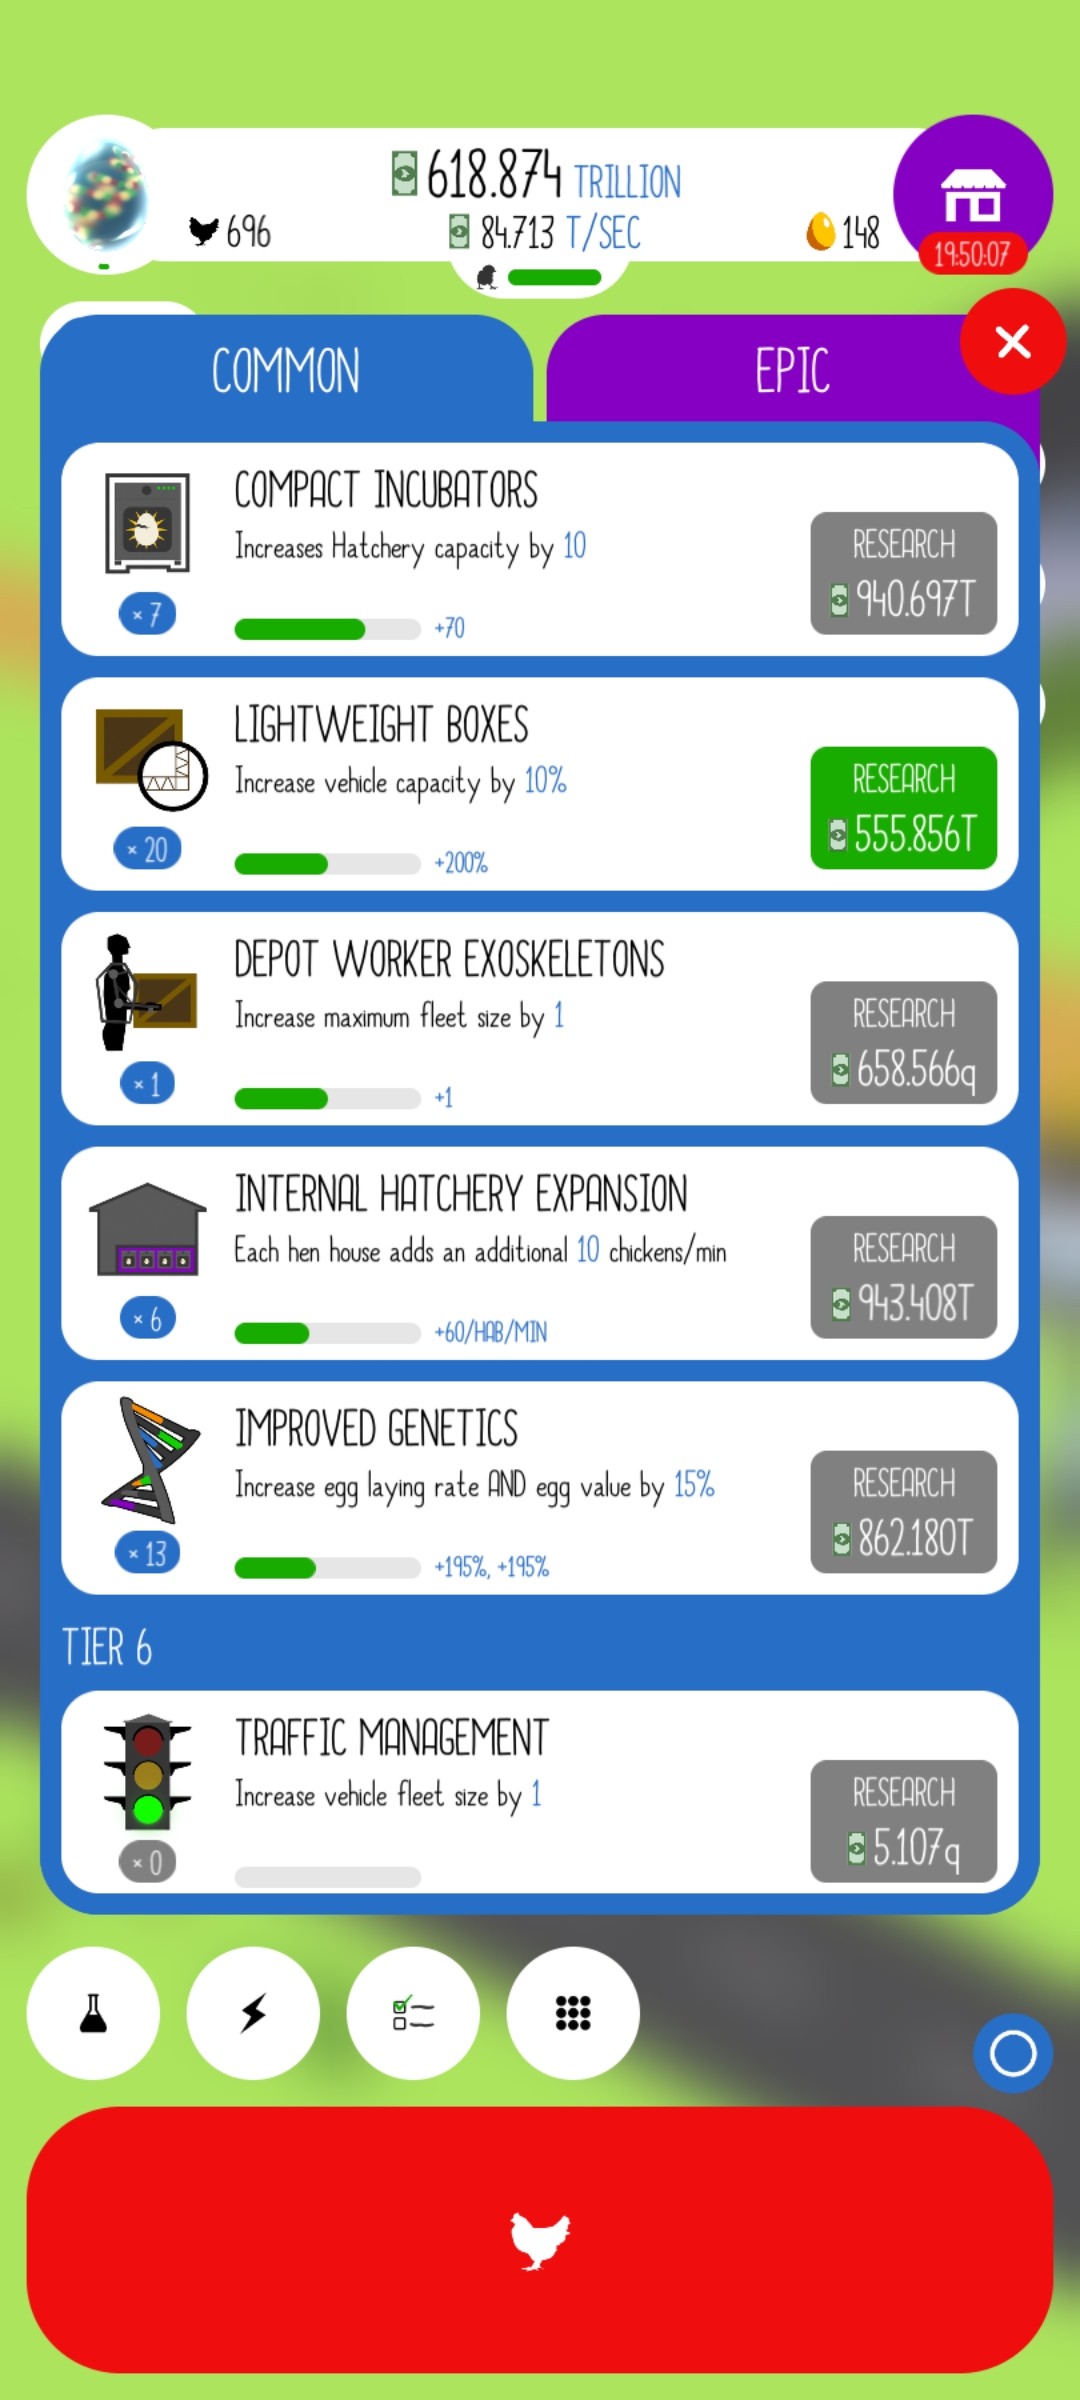 618.874 TRILLION
696
84.713 T/SEC
148
19:50:07
COMMON
EPIC
COMPACT INCUBATORS
Increases Hatchery capacity by 10
× 7
+70
RESEARCH
940.697T
LIGHTWEIGHT BOXES
Increase vehicle capacity by 10%
× 20
+200%
RESEARCH
555.856T
DEPOT WORKER EXOSKELETONS
Increase maximum fleet size by 1
× 1
+1
RESEARCH
658.566q
INTERNAL HATCHERY EXPANSION
Each hen house adds an additional 10 chickens/min
× 6
+60/HAB/MIN
RESEARCH
943.408T
IMPROVED GENETICS
Increase egg laying rate AND egg value by 15%
× 13
+195%, +195%
RESEARCH
862.180T
TIER 6
TRAFFIC MANAGEMENT
Increase vehicle fleet size by 1
× 0
RESEARCH
5.107q